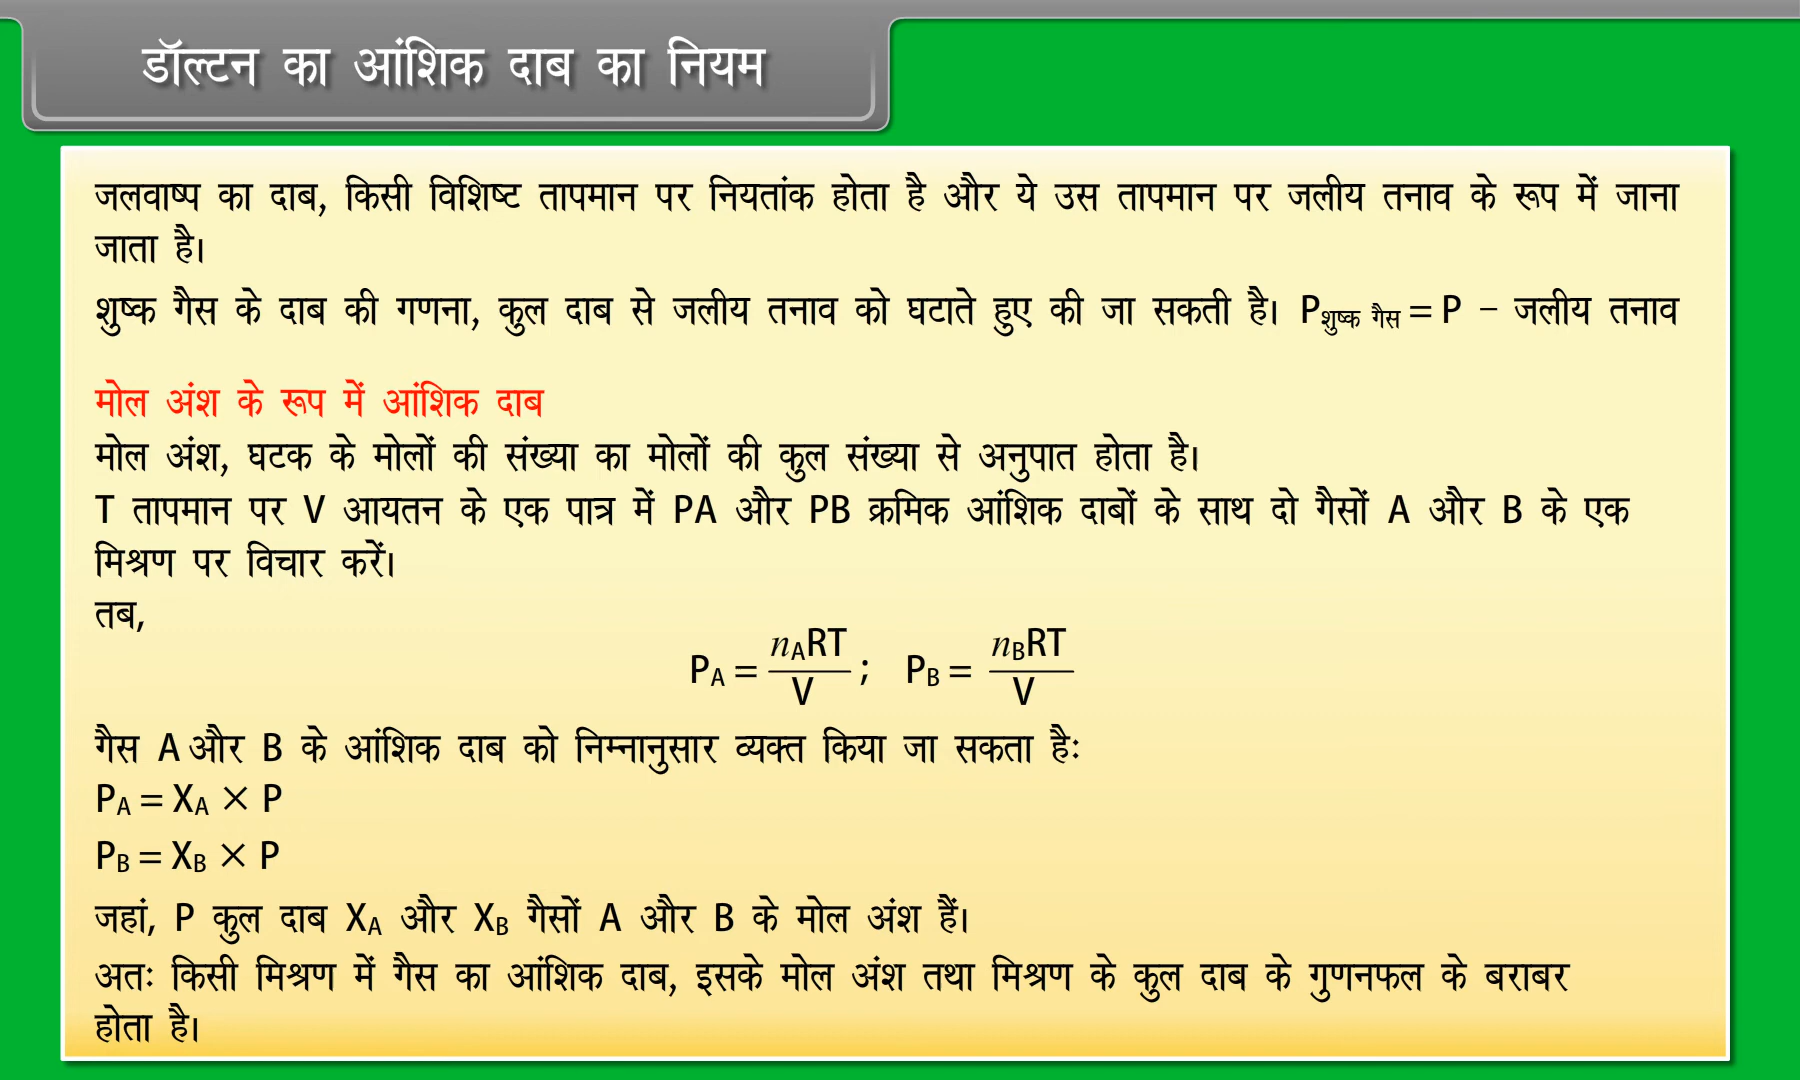 डॉल्टन का आंशिक दाब का नियम
जलवाष्प का दाब, किसी विशिष्ट तापमान पर नियतांक होता है और ये उस तापमान पर जलीय तनाव के रूप में जाना
जाता है।
शुष्क गैस के दाब की गणना, कुल दाब से जलीय तनाव को घटाते हुए की जा सकती है। Pशुष्क गैस = P − जलीय तनाव
मोल अंश के रूप में आंशिक दाब
मोल अंश, घटक के मोलों की संख्या का मोलों की कुल संख्या से अनुपात होता है।
T तापमान पर V आयतन के एक पात्र में PA और PB क्रमिक आंशिक दाबों के साथ दो गैसों A और B के एक
मिश्रण पर विचार करें।
तब,
PA = nART/V ; PB = nBRT/V
गैस A और B के आंशिक दाब को निम्नानुसार व्यक्त किया जा सकता है:
PA = XA × P
PB = XB × P
जहां, P कुल दाब XA और XB गैसों A और B के मोल अंश हैं।
अतः किसी मिश्रण में गैस का आंशिक दाब, इसके मोल अंश तथा मिश्रण के कुल दाब के गुणनफल के बराबर
होता है।